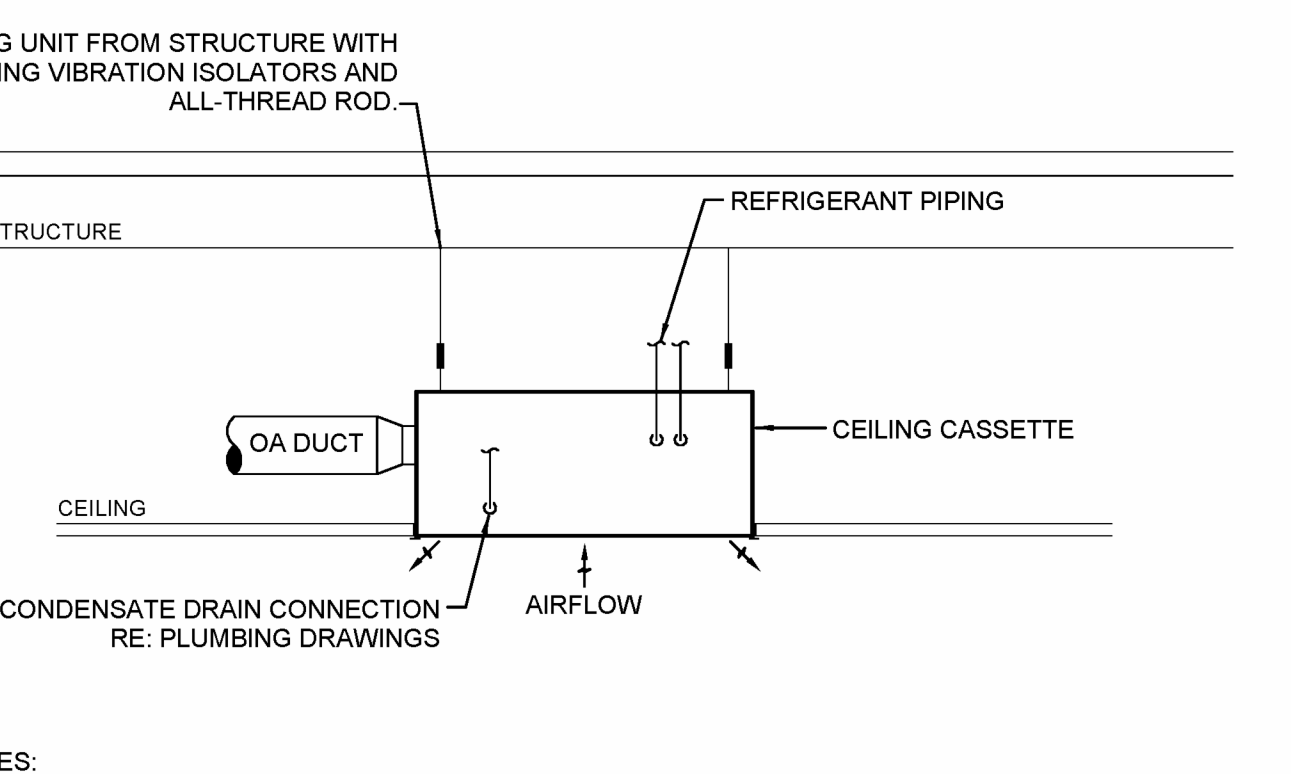 G UNIT FROM STRUCTURE WITH
ING VIBRATION ISOLATORS AND
ALL-THREAD ROD.
REFRIGERANT PIPING
TRUCTURE
OA DUCT
CEILING CASSETTE
CEILING
CONDENSATE DRAIN CONNECTION
RE: PLUMBING DRAWINGS
AIRFLOW
ES: